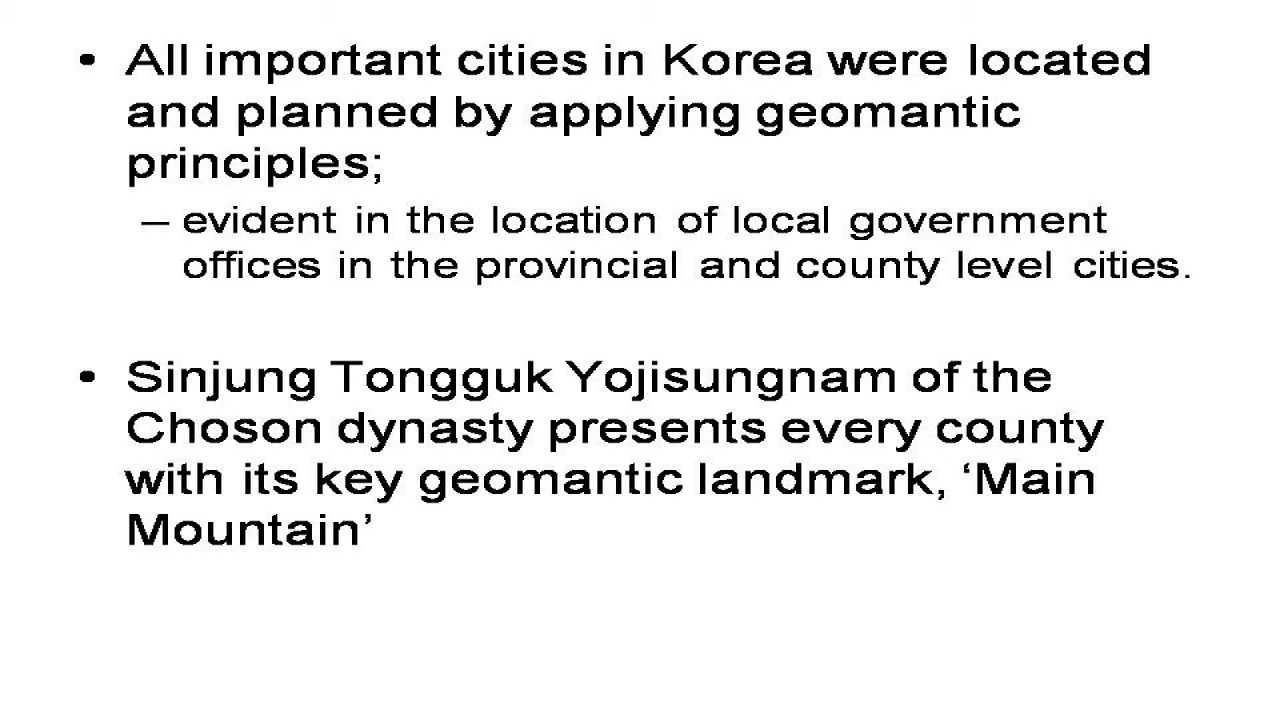 • All important cities in Korea were located
and planned by applying geomantic
principles;
– evident in the location of local government
offices in the provincial and county level cities.
• Sinjung Tongguk Yojisungnam of the
Choson dynasty presents every county
with its key geomantic landmark, ‘Main
Mountain’